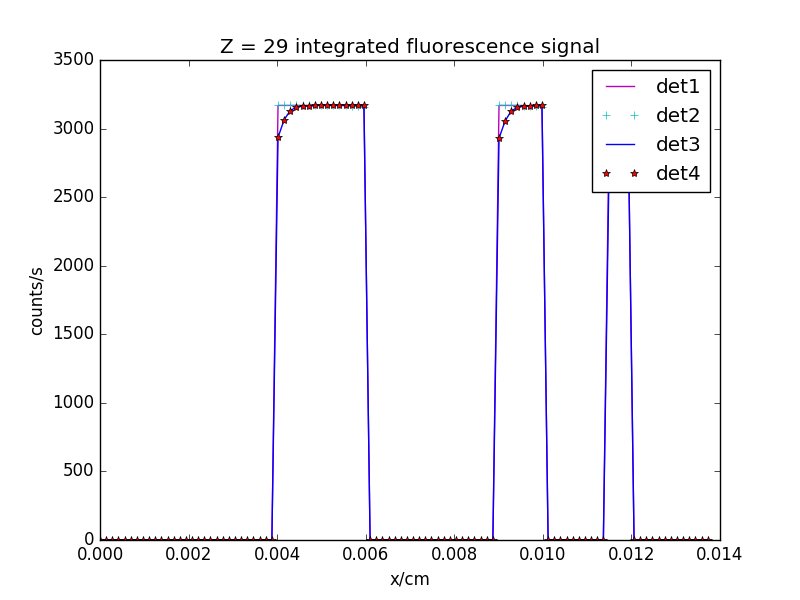 Z = 29 integrated fluorescence signal
3500
3000
2500
2000
1500
1000
500
0
counts/s
det1
det2
det3
det4
0.000 0.002 0.004 0.006 0.008 0.010 0.012 0.014
x/cm